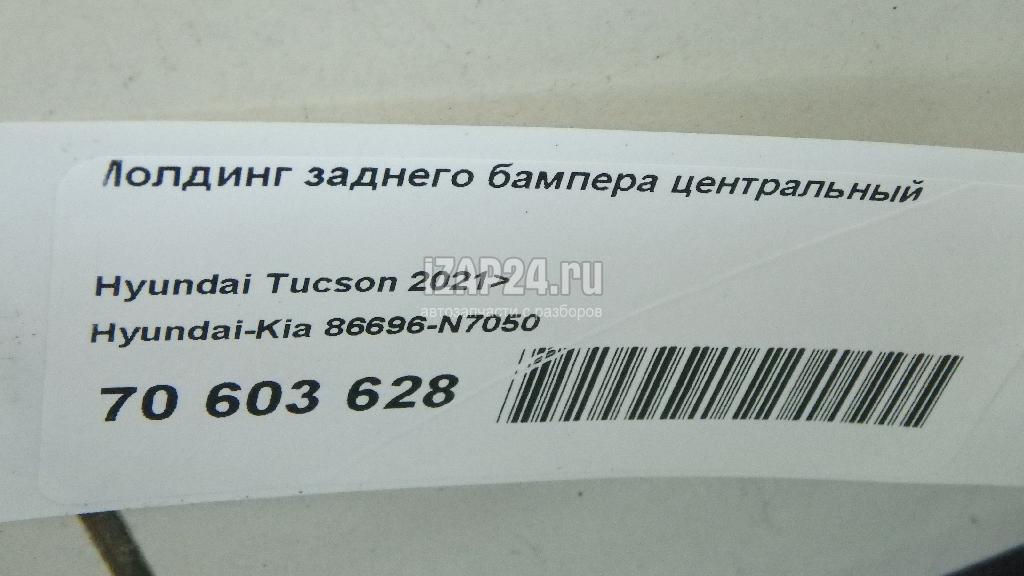 Молдинг заднего бампера центральный
Hyundai Tucson 2021>
iZAP24.ru
автозапчасти с разборов
Hyundai-Kia 86696-N7050
70 603 628